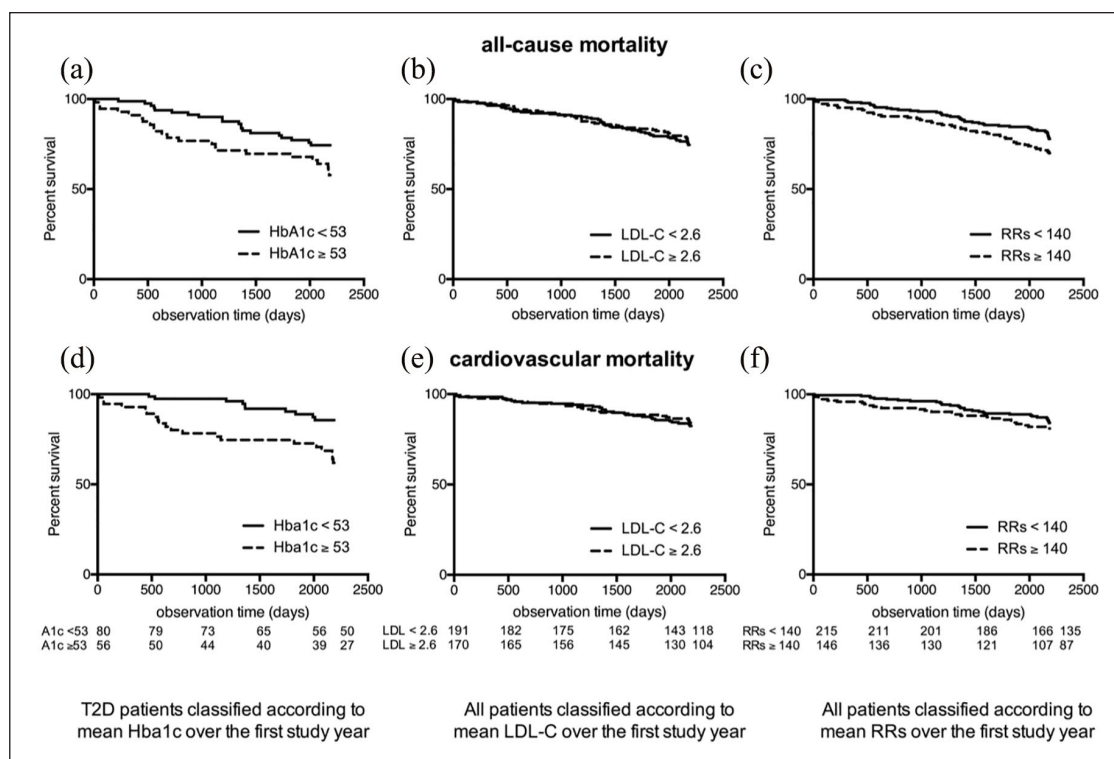 all-cause mortality
(a)
(b)
(c)
100
50
0
Percent survival
HbA1c < 53
HbA1c ≥ 53
0 500 1000 1500 2000 2500
observation time (days)
100
50
0
Percent survival
LDL-C < 2.6
LDL-C ≥ 2.6
0 500 1000 1500 2000 2500
observation time (days)
100
50
0
Percent survival
RRs < 140
RRs ≥ 140
0 500 1000 1500 2000 2500
observation time (days)
cardiovascular mortality
(d)
(e)
(f)
100
50
0
Percent survival
Hba1c < 53
Hba1c ≥ 53
0 500 1000 1500 2000 2500
observation time (days)
A1c <53 80 79 73 65 56 50
A1c ≥53 56 50 44 40 39 27
100
50
0
Percent survival
LDL-C < 2.6
LDL-C ≥ 2.6
0 500 1000 1500 2000 2500
observation time (days)
LDL < 2.6 191 182 175 162 143 118
LDL ≥ 2.6 170 165 156 145 130 104
100
50
0
Percent survival
RRs < 140
RRs ≥ 140
0 500 1000 1500 2000 2500
observation time (days)
RRs < 140 215 211 201 186 166 135
RRs ≥ 140 146 136 130 121 107 87
T2D patients classified according to
mean Hba1c over the first study year
All patients classified according to
mean LDL-C over the first study year
All patients classified according to
mean RRs over the first study year